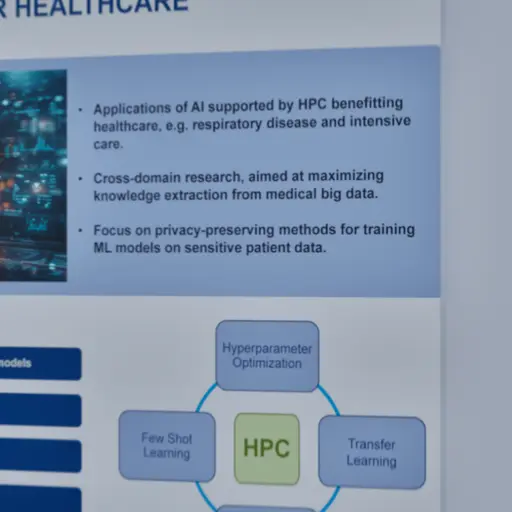 R HEALTHCARE
• Applications of AI supported by HPC benefitting
healthcare, e.g. respiratory disease and intensive
care.
• Cross-domain research, aimed at maximizing
knowledge extraction from medical big data.
• Focus on privacy-preserving methods for training
ML models on sensitive patient data.
models
Hyperparameter
Optimization
Few Shot
Learning
HPC
Transfer
Learning